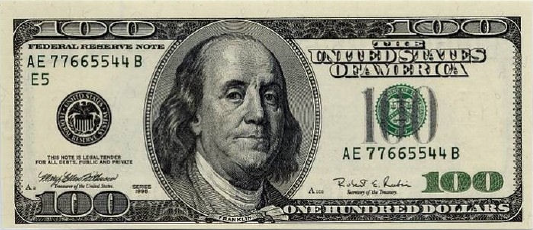 100
100
FEDERAL RESERVE NOTE
THE
UNITED STATES
OF AMERICA
AE 77665544 B
E5
100
AE 77665544 B
THIS NOTE IS LEGAL TENDER
FOR ALL DEBTS, PUBLIC AND PRIVATE
Treasurer of the United States.
SERIES
1996
Robert E. Rubin
Secretary of the Treasury.
100
100
FRANKLIN
ONE HUNDRED DOLLARS